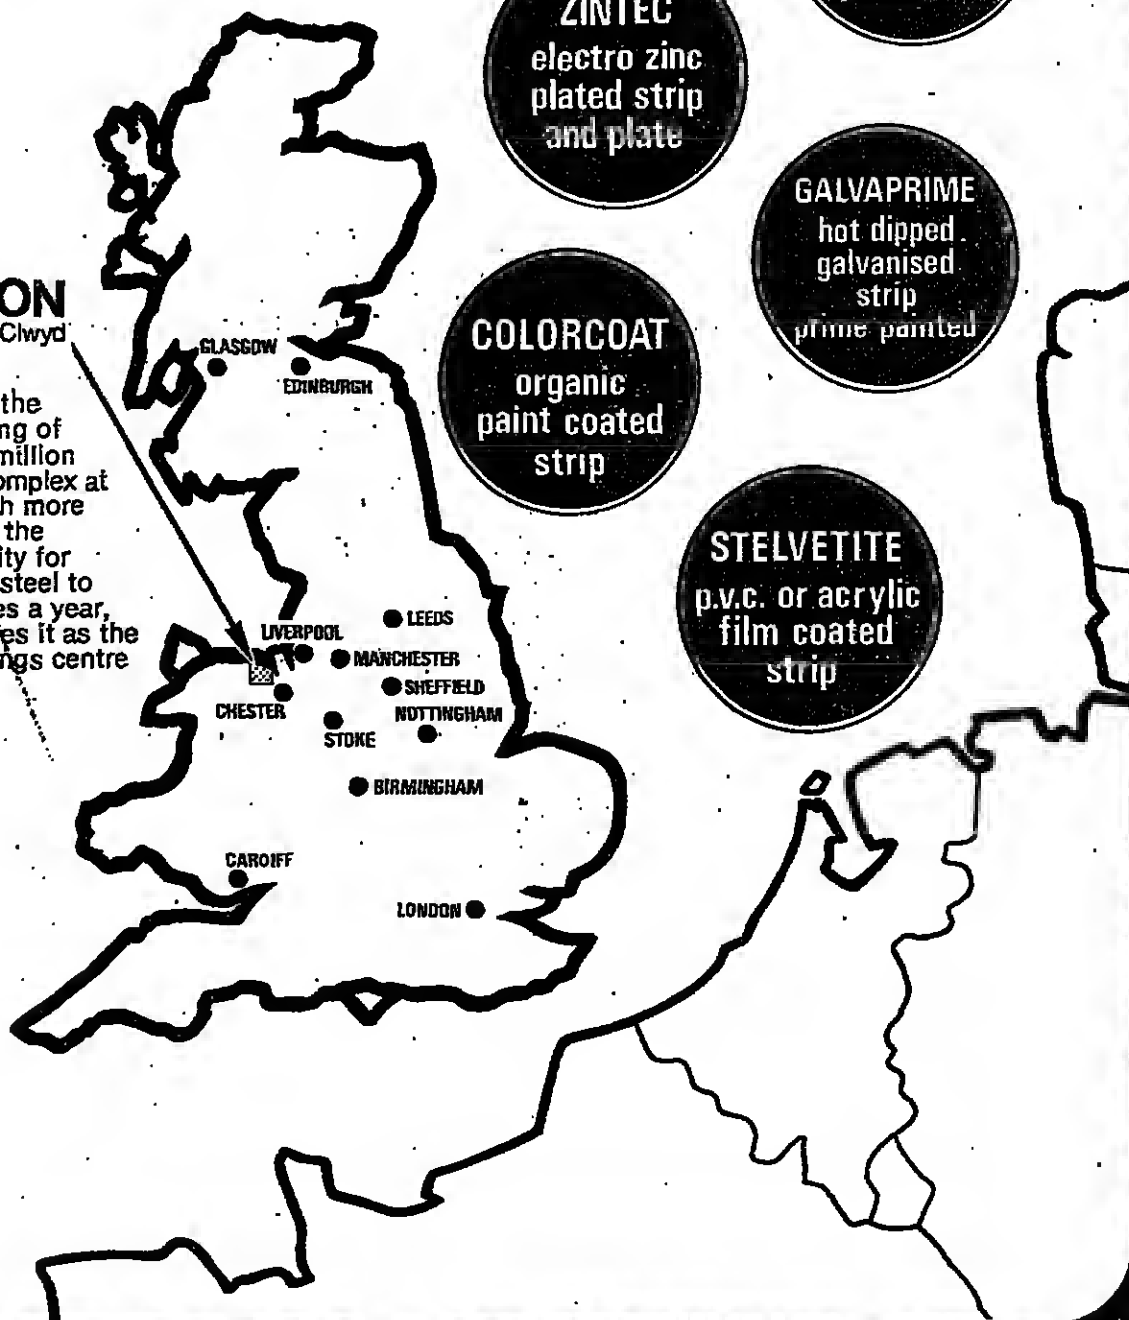 ZINTEC
electro zinc
plated strip
and plate
GALVAPRIME
hot dipped
galvanised
strip
prime painted
COLORCOAT
organic
paint coated
strip
STELVETITE
p.v.c. or acrylic
film coated
strip
ON
Clwyd
the
ng of
million
omplex at
h more
the
ity for
steel to
es a year,
es it as the
ngs centre
GLASGOW
EDINBURGH
LEEDS
LIVERPOOL
MANCHESTER
SHEFFIELD
CHESTER
NOTTINGHAM
STOKE
BIRMINGHAM
CARDIFF
LONDON